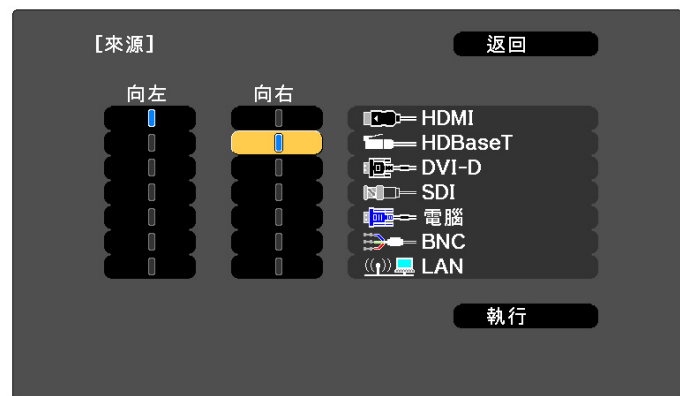 [來源]
返回
向左 向右
HDMI
HDBaseT
DVI-D
SDI
電腦
BNC
LAN
執行